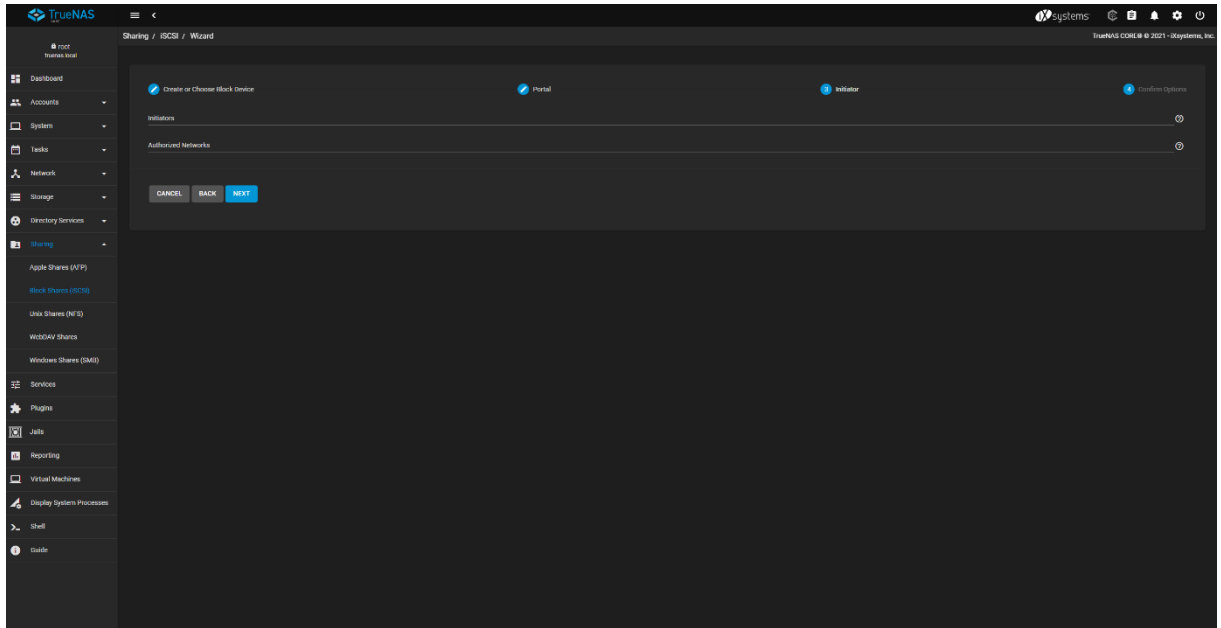 TrueNAS
CORE
iXsystems
Sharing / iSCSI / Wizard
TrueNAS CORE® © 2021 - iXsystems, Inc.
root
truenas.local
Dashboard
Accounts
System
Tasks
Network
Storage
Directory Services
Sharing
Apple Shares (AFP)
Block Shares (iSCSI)
Unix Shares (NFS)
WebDAV Shares
Windows Shares (SMB)
Services
Plugins
Jails
Reporting
Virtual Machines
Display System Processes
Shell
Guide
Create or Choose Block Device
Portal
3 Initiator
4 Confirm Options
Initiators
Authorized Networks
CANCEL BACK NEXT